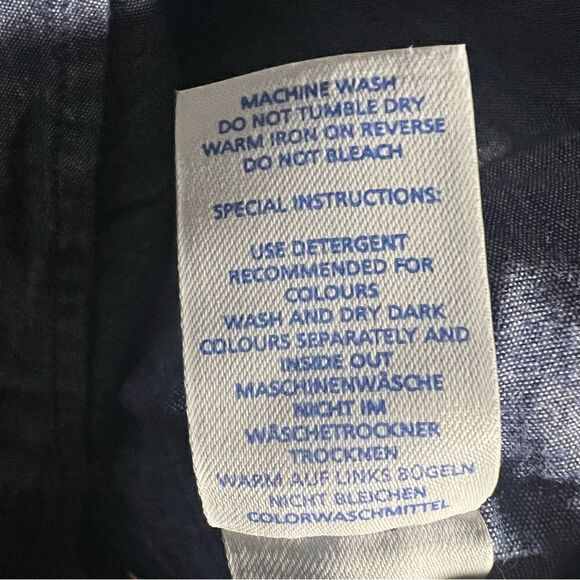 MACHINE WASH
DO NOT TUMBLE DRY
WARM IRON ON REVERSE
DO NOT BLEACH
SPECIAL INSTRUCTIONS:
USE DETERGENT
RECOMMENDED FOR
COLOURS
WASH AND DRY DARK
COLOURS SEPARATELY AND
INSIDE OUT
MASCHINENWÄSCHE
NICHT IM
WÄSCHETROCKNER
TROCKNEN
WARM AUF LINKS BÜGELN
NICHT BLEICHEN
COLORWASCHMITTEL